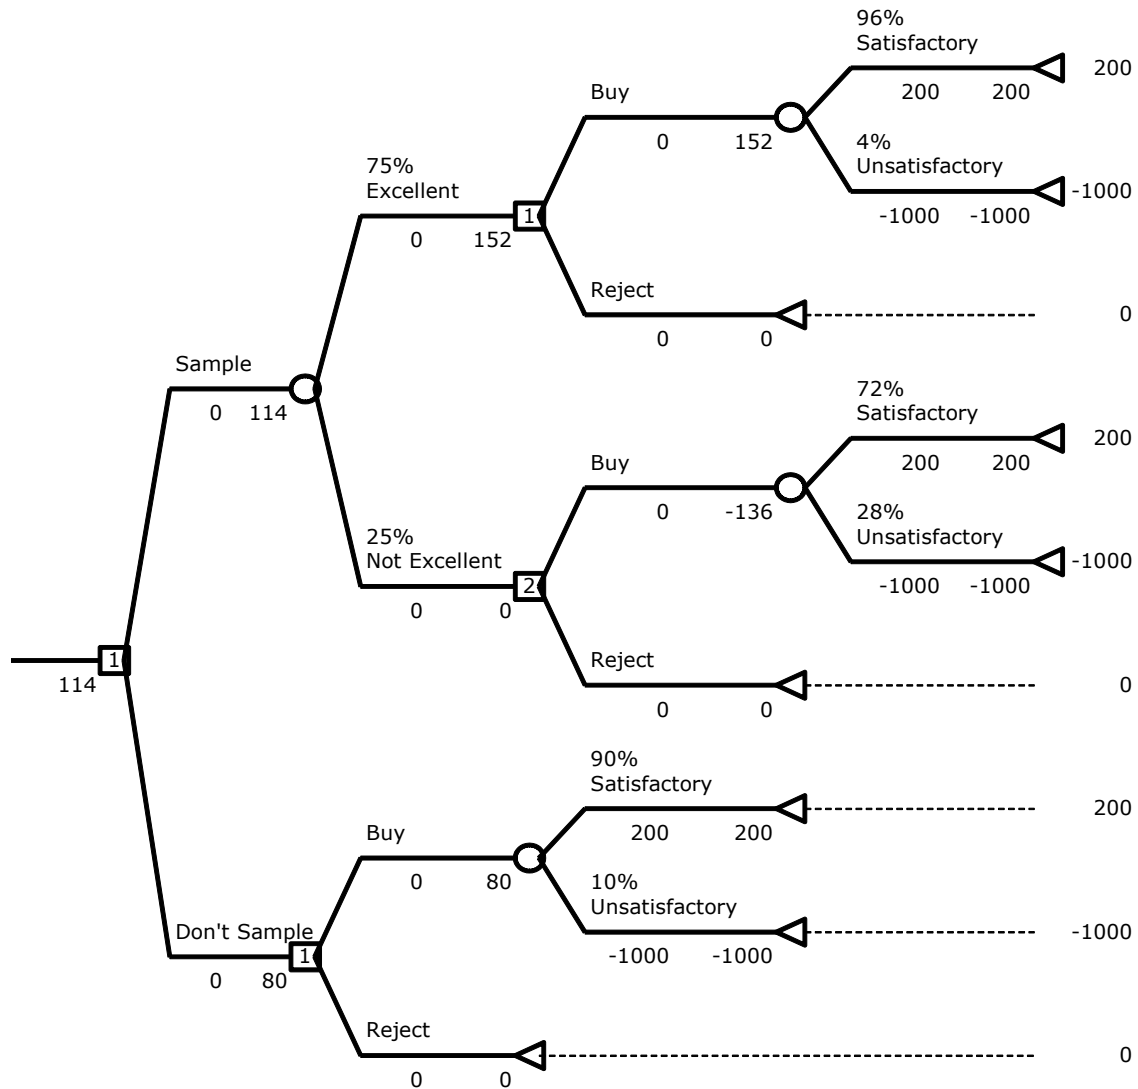 96%
Satisfactory
200
200 200
Buy
0 152
4%
Unsatisfactory
-1000
-1000 -1000
75%
Excellent
1
0 152
Reject
0
0 0
Sample
0 114
72%
Satisfactory
200
200 200
Buy
0 -136
28%
Unsatisfactory
-1000
-1000 -1000
25%
Not Excellent
2
0 0
Reject
0
0 0
1
114
90%
Satisfactory
200
200 200
Buy
0 80
10%
Unsatisfactory
-1000
-1000 -1000
Don't Sample
1
0 80
Reject
0
0 0